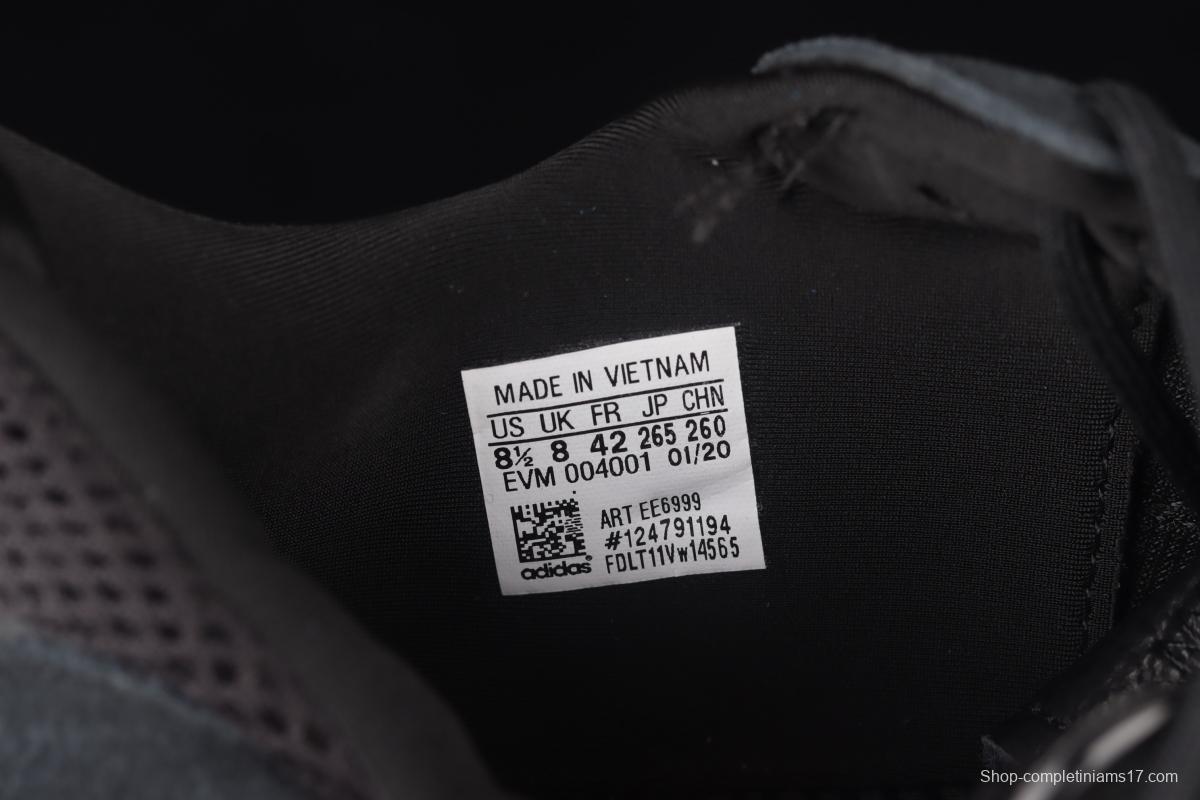 MADE IN VIETNAM
US UK FR JP CHN
8½ 8 42 265 260
EVM 004001 01/20
ART EE6999
#124791194
FDLT11Vw14565
adidas
Shop-completiniams17.com